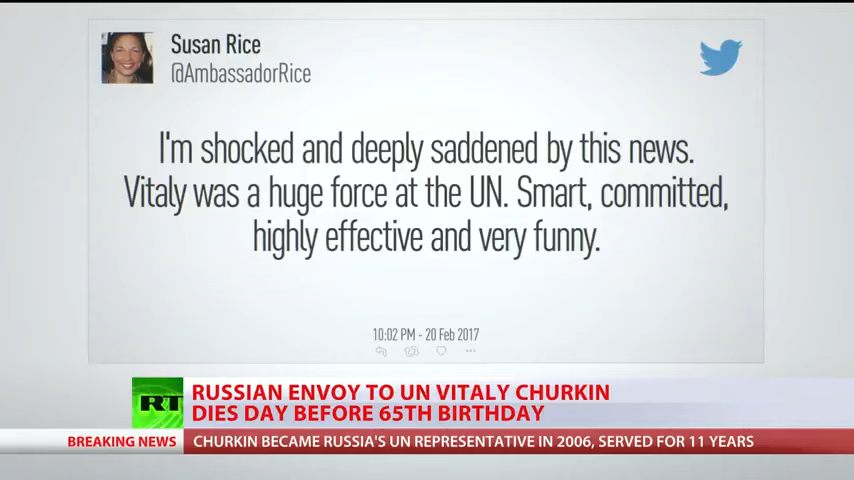 Susan Rice
@AmbassadorRice
I'm shocked and deeply saddened by this news.
Vitaly was a huge force at the UN. Smart, committed,
highly effective and very funny.
10:02 PM - 20 Feb 2017
RT
RUSSIAN ENVOY TO UN VITALY CHURKIN
DIES DAY BEFORE 65TH BIRTHDAY
BREAKING NEWS
CHURKIN BECAME RUSSIA'S UN REPRESENTATIVE IN 2006, SERVED FOR 11 YEARS